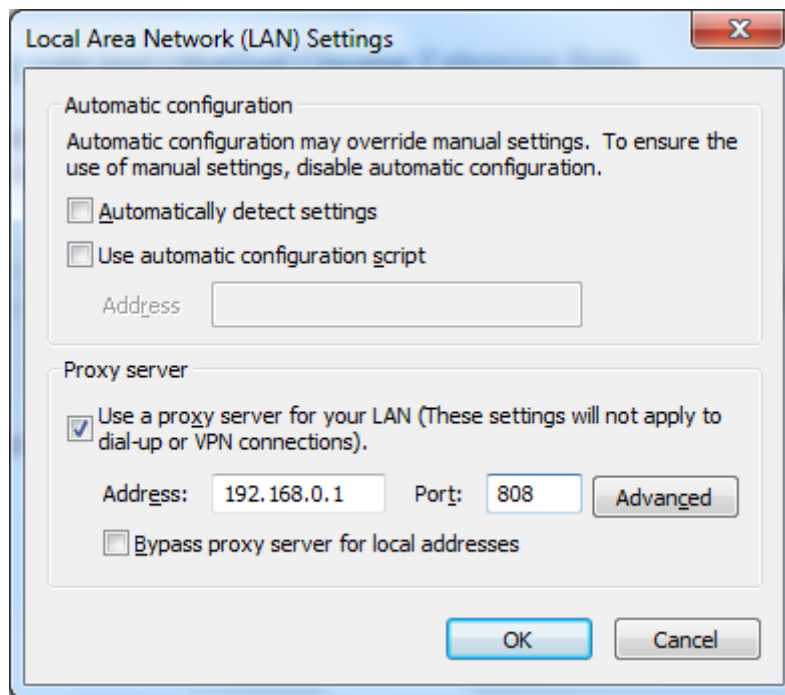 Local Area Network (LAN) Settings
Automatic configuration
Automatic configuration may override manual settings. To ensure the
use of manual settings, disable automatic configuration.
Automatically detect settings
Use automatic configuration script
Address
Proxy server
Use a proxy server for your LAN (These settings will not apply to
dial-up or VPN connections).
Address: 192.168.0.1 Port: 808 Advanced
Bypass proxy server for local addresses
OK Cancel